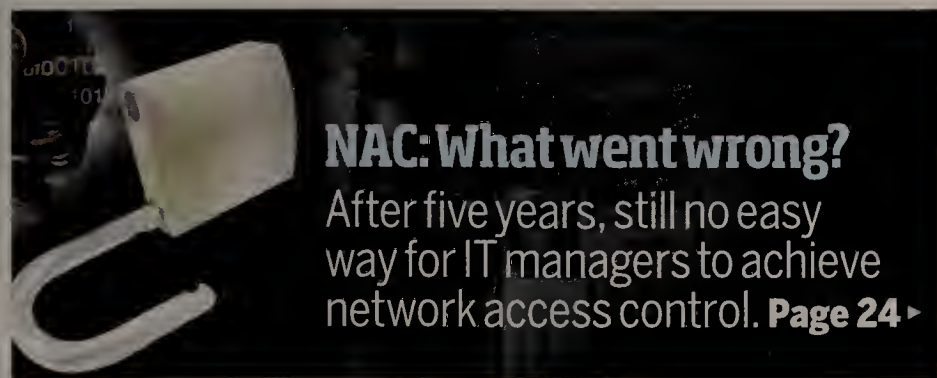 NAC: What went wrong?
After five years, still no easy
way for IT managers to achieve
network access control. Page 24 ▸